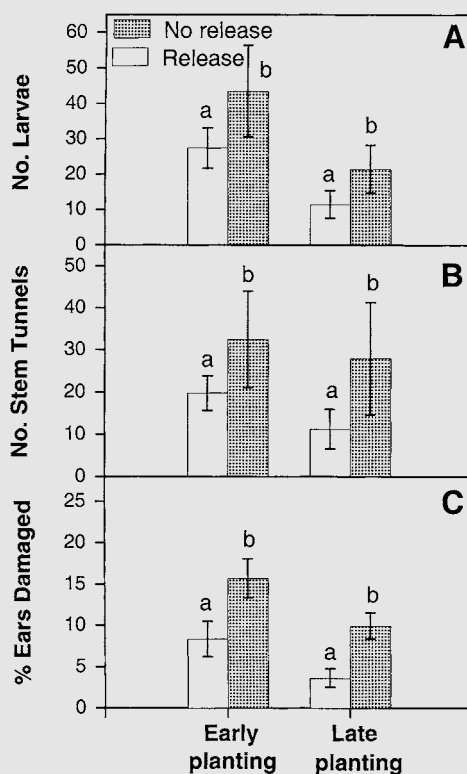 No release
Release
A
No. Larvae
60
50
40
30
20
10
0
a
b
a
b
B
No. Stem Tunnels
50
40
30
20
10
0
a
b
a
b
C
% Ears Damaged
25
20
15
10
5
0
a
b
a
b
Early
planting
Late
planting